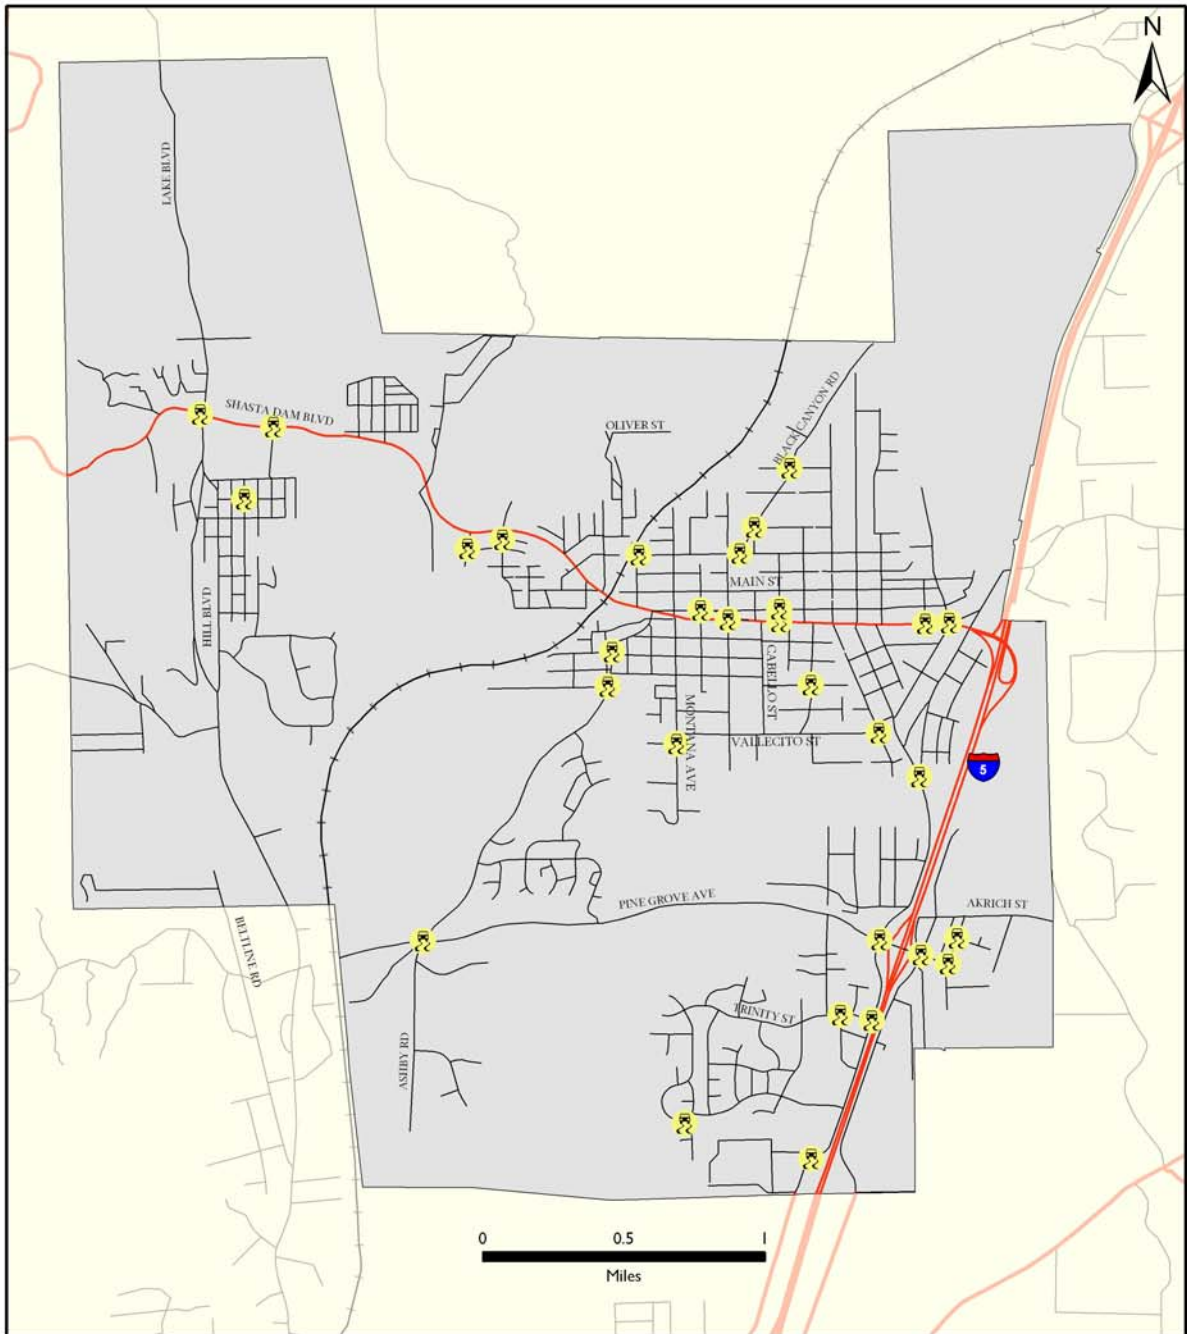 N
LAKE BLVD
SHASTA DAM BLVD
OLIVER ST
BLACK CANYON RD
MAIN ST
HILL BLVD
CABELLO ST
MONTANA AVE
VALLECITO ST
5
PINE GROVE AVE
AKRICH ST
BELTLINE RD
TRINITY ST
ASHBY RD
0 0.5 1
Miles